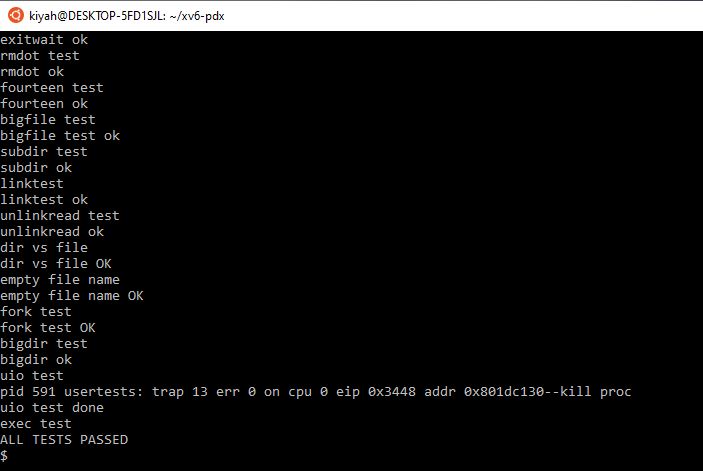 kiyah@DESKTOP-5FD1SJL: ~/xv6-pdx
exitwait ok
rmdot test
rmdot ok
fourteen test
fourteen ok
bigfile test
bigfile test ok
subdir test
subdir ok
linktest
linktest ok
unlinkread test
unlinkread ok
dir vs file
dir vs file OK
empty file name
empty file name OK
fork test
fork test OK
bigdir test
bigdir ok
uio test
pid 591 usertests: trap 13 err 0 on cpu 0 eip 0x3448 addr 0x801dc130--kill proc
uio test done
exec test
ALL TESTS PASSED
$